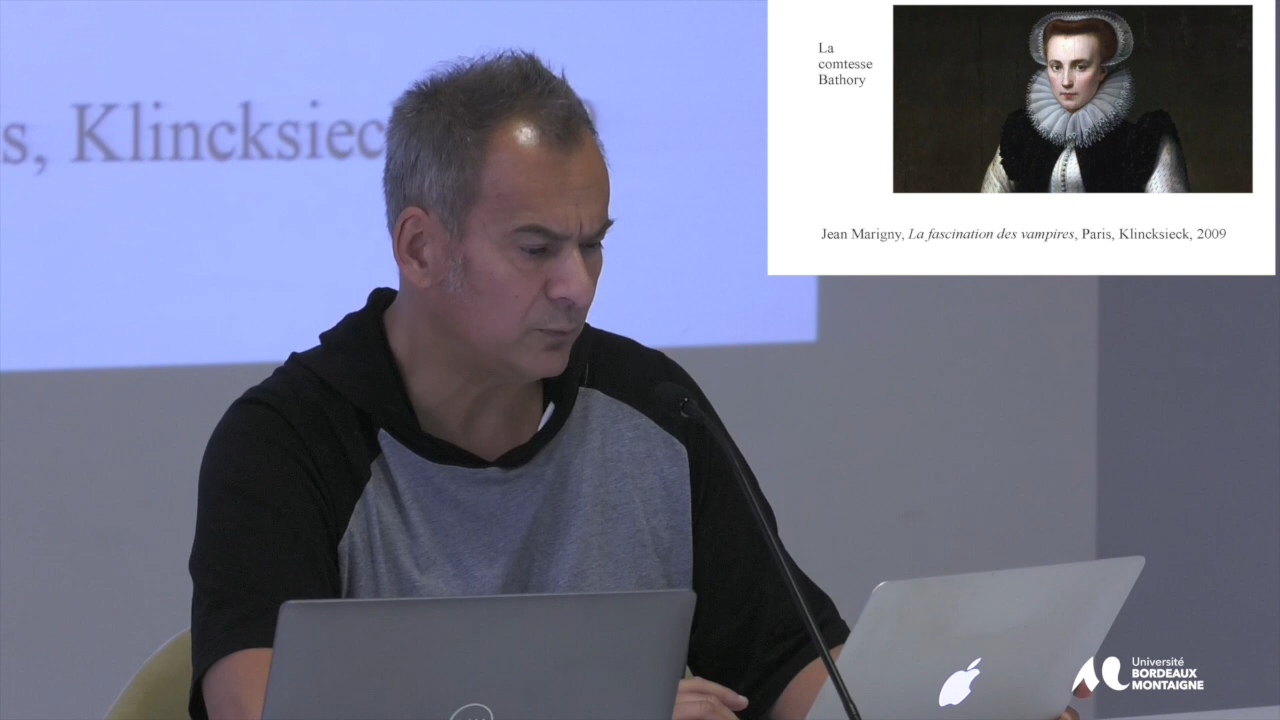 La
comtesse
Bathory
Jean Marigny, La fascination des vampires, Paris, Klincksieck, 2009
s, Klincksiec
Université
BORDEAUX
MONTAIGNE